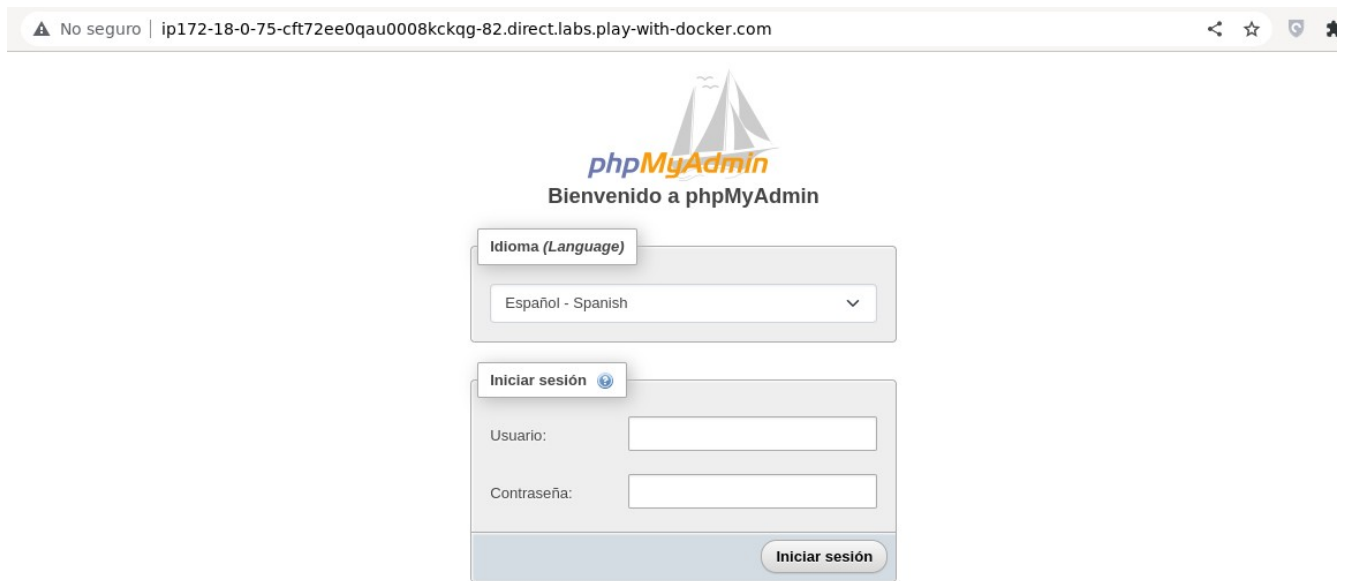 No seguro
ip172-18-0-75-cft72ee0qau0008kckqg-82.direct.labs.play-with-docker.com
phpMyAdmin
Bienvenido a phpMyAdmin
Idioma (Language)
Español - Spanish
Iniciar sesión
Usuario:
Contraseña:
Iniciar sesión